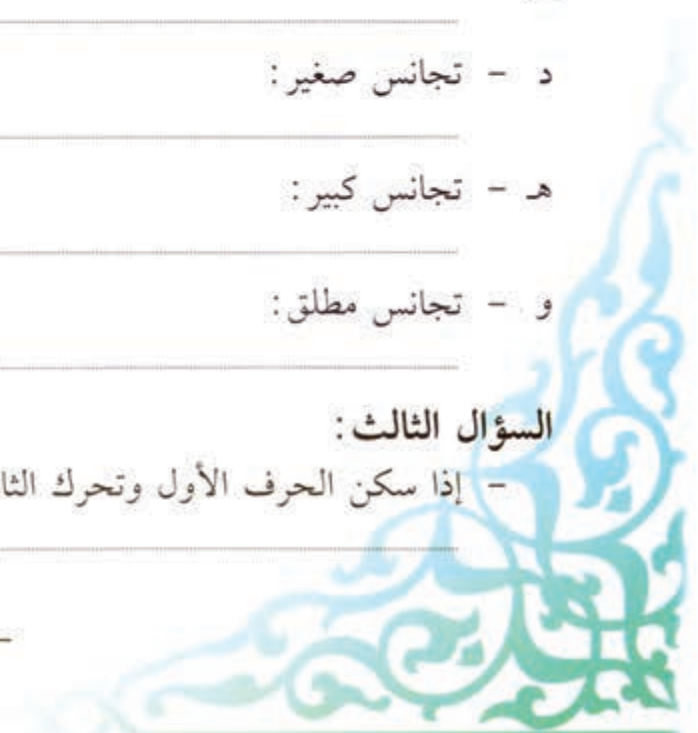 د - تجانس صغير:
هـ - تجانس كبير:
و - تجانس مطلق:
السؤال الثالث:
- إذا سكن الحرف الأول وتحرك الثا